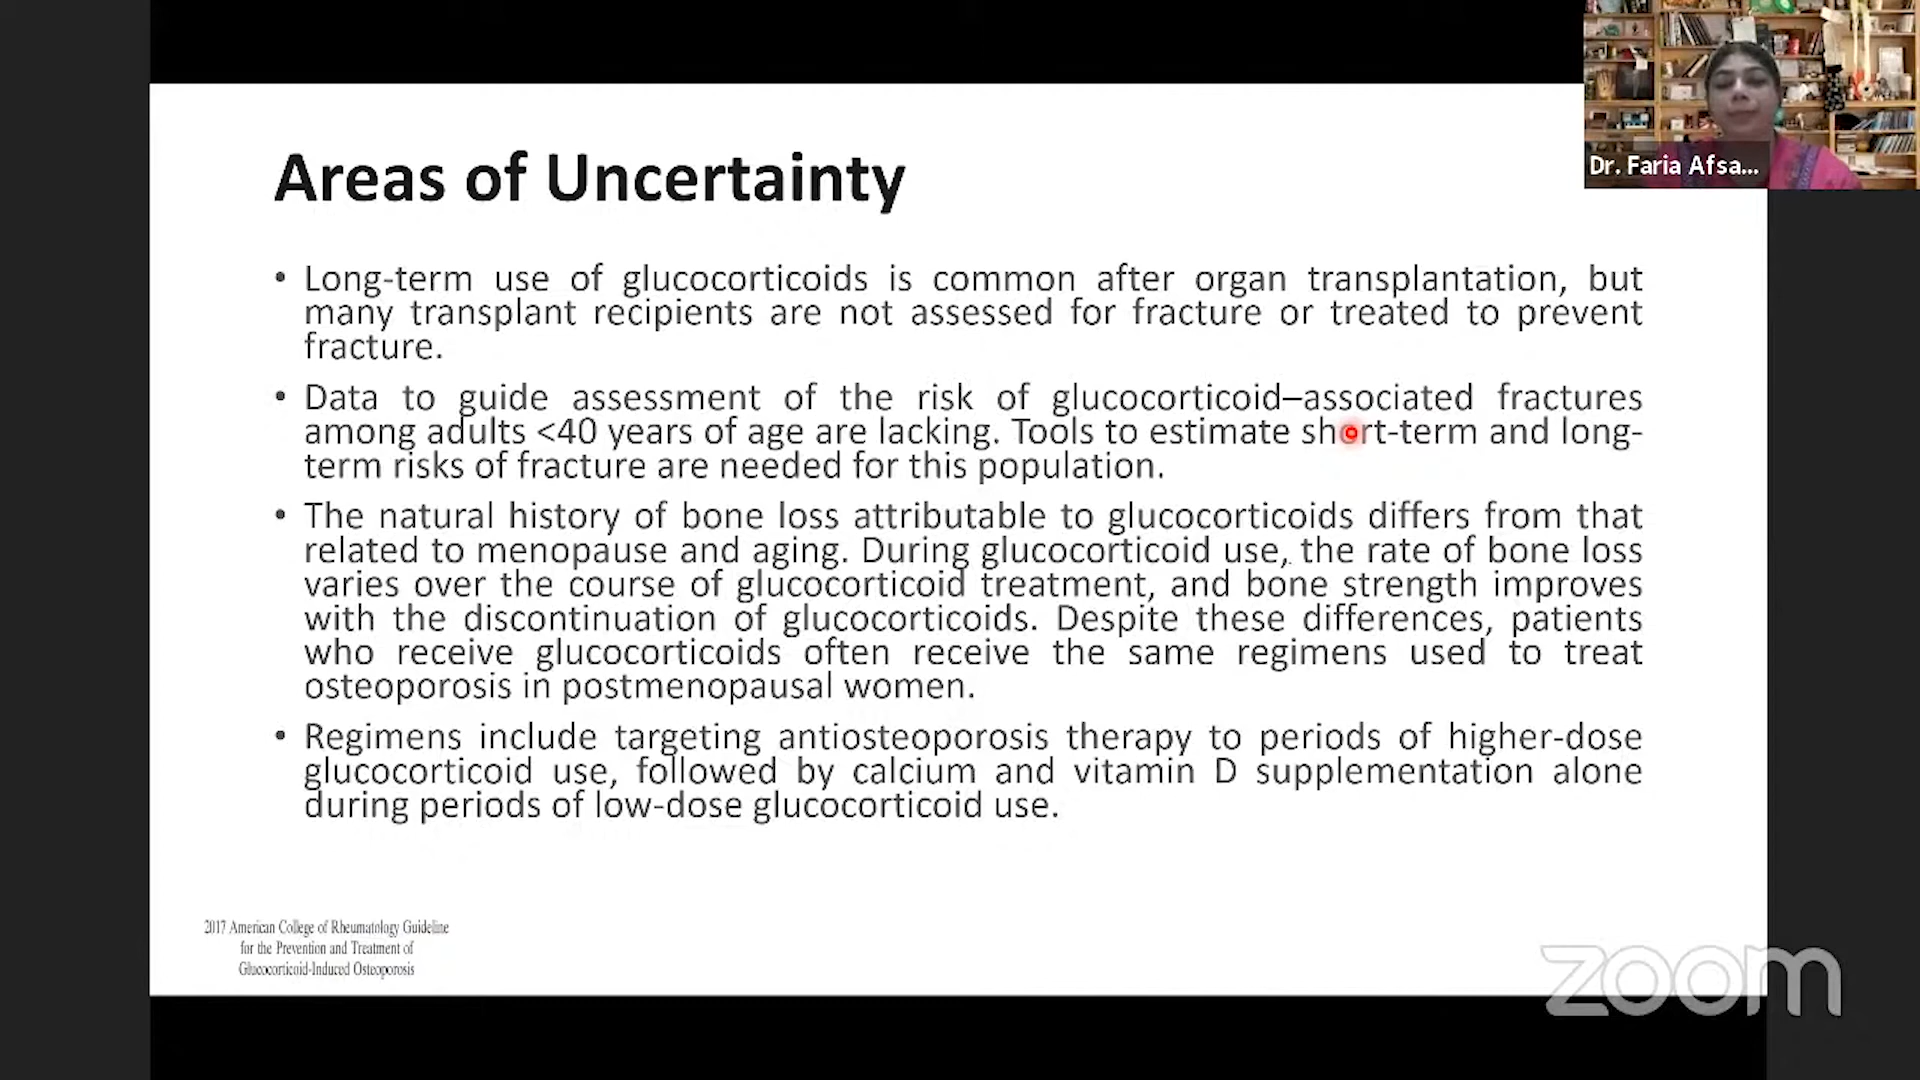 Dr. Faria Afsa...
Areas of Uncertainty
• Long-term use of glucocorticoids is common after organ transplantation, but
many transplant recipients are not assessed for fracture or treated to prevent
fracture.
• Data to guide assessment of the risk of glucocorticoid–associated fractures
among adults <40 years of age are lacking. Tools to estimate short-term and long-
term risks of fracture are needed for this population.
• The natural history of bone loss attributable to glucocorticoids differs from that
related to menopause and aging. During glucocorticoid use, the rate of bone loss
varies over the course of glucocorticoid treatment, and bone strength improves
with the discontinuation of glucocorticoids. Despite these differences, patients
who receive glucocorticoids often receive the same regimens used to treat
osteoporosis in postmenopausal women.
• Regimens include targeting antiosteoporosis therapy to periods of higher-dose
glucocorticoid use, followed by calcium and vitamin D supplementation alone
during periods of low-dose glucocorticoid use.
2017 American College of Rheumatology Guideline
for the Prevention and Treatment of
Glucocorticoid-Induced Osteoporosis
zoom